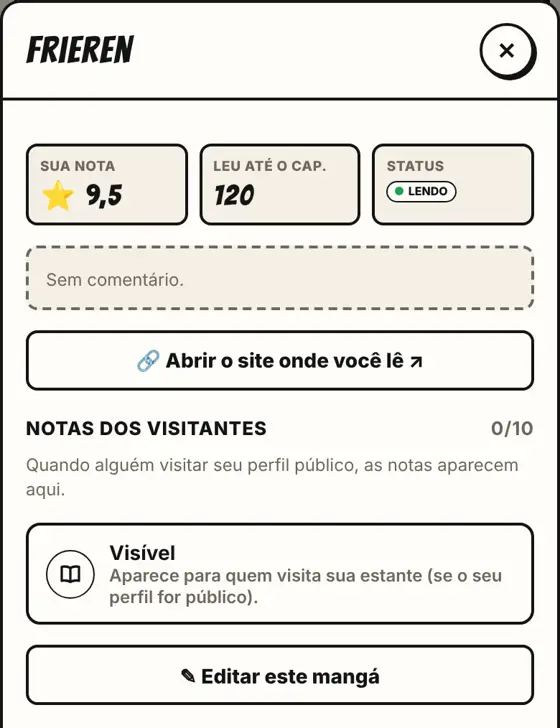 FRIEREN
SUA NOTA
⭐ 9,5
LEU ATÉ O CAP.
120
STATUS
LENDO
Sem comentário.
🔗 Abrir o site onde você lê ↗
NOTAS DOS VISITANTES 0/10
Quando alguém visitar seu perfil público, as notas aparecem
aqui.
Visível
Aparece para quem visita sua estante (se o seu
perfil for público).
✎ Editar este mangá